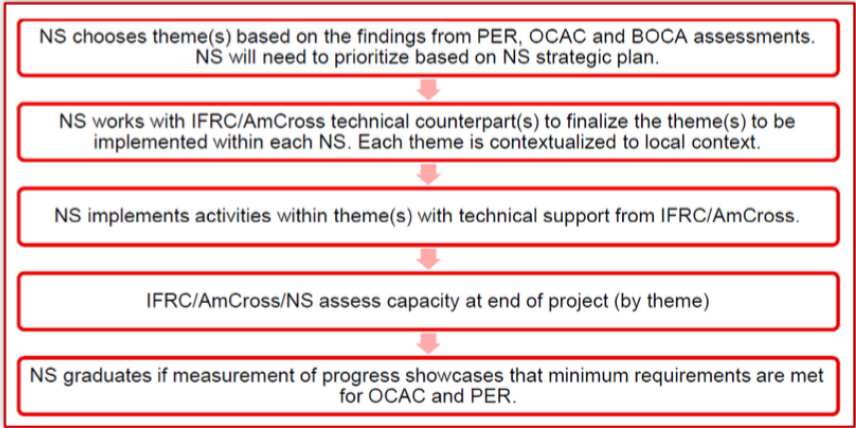 NS chooses theme(s) based on the findings from PER, OCAC and BOCA assessments.
NS will need to prioritize based on NS strategic plan.
NS works with IFRC/AmCross technical counterpart(s) to finalize the theme(s) to be
implemented within each NS. Each theme is contextualized to local context.
NS implements activities within theme(s) with technical support from IFRC/AmCross.
IFRC/AmCross/NS assess capacity at end of project (by theme)
NS graduates if measurement of progress showcases that minimum requirements are met
for OCAC and PER.